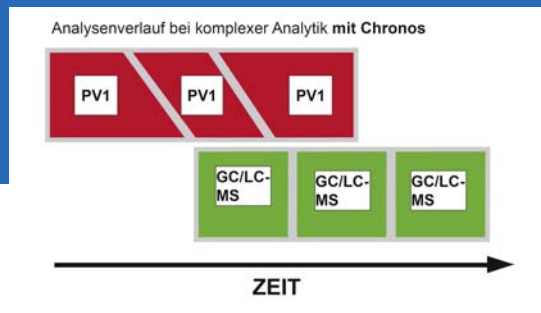 Analysenverlauf bei komplexer Analytik mit Chronos
PV1 PV1 PV1
GC/LC- GC/LC- GC/LC-
MS MS MS
ZEIT